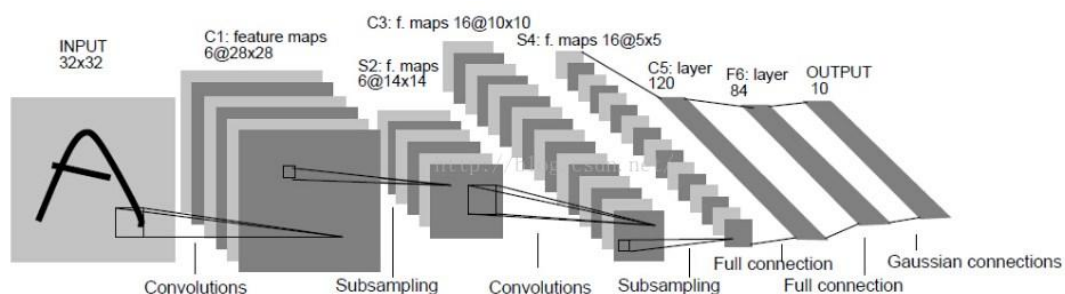 INPUT
32x32
C1: feature maps
6@28x28
S2: f. maps
6@14x14
C3: f. maps 16@10x10
S4: f. maps 16@5x5
C5: layer
120
F6: layer
84
OUTPUT
10
A
Convolutions
Subsampling
Convolutions
Subsampling
Full connection
Full connection
Gaussian connections